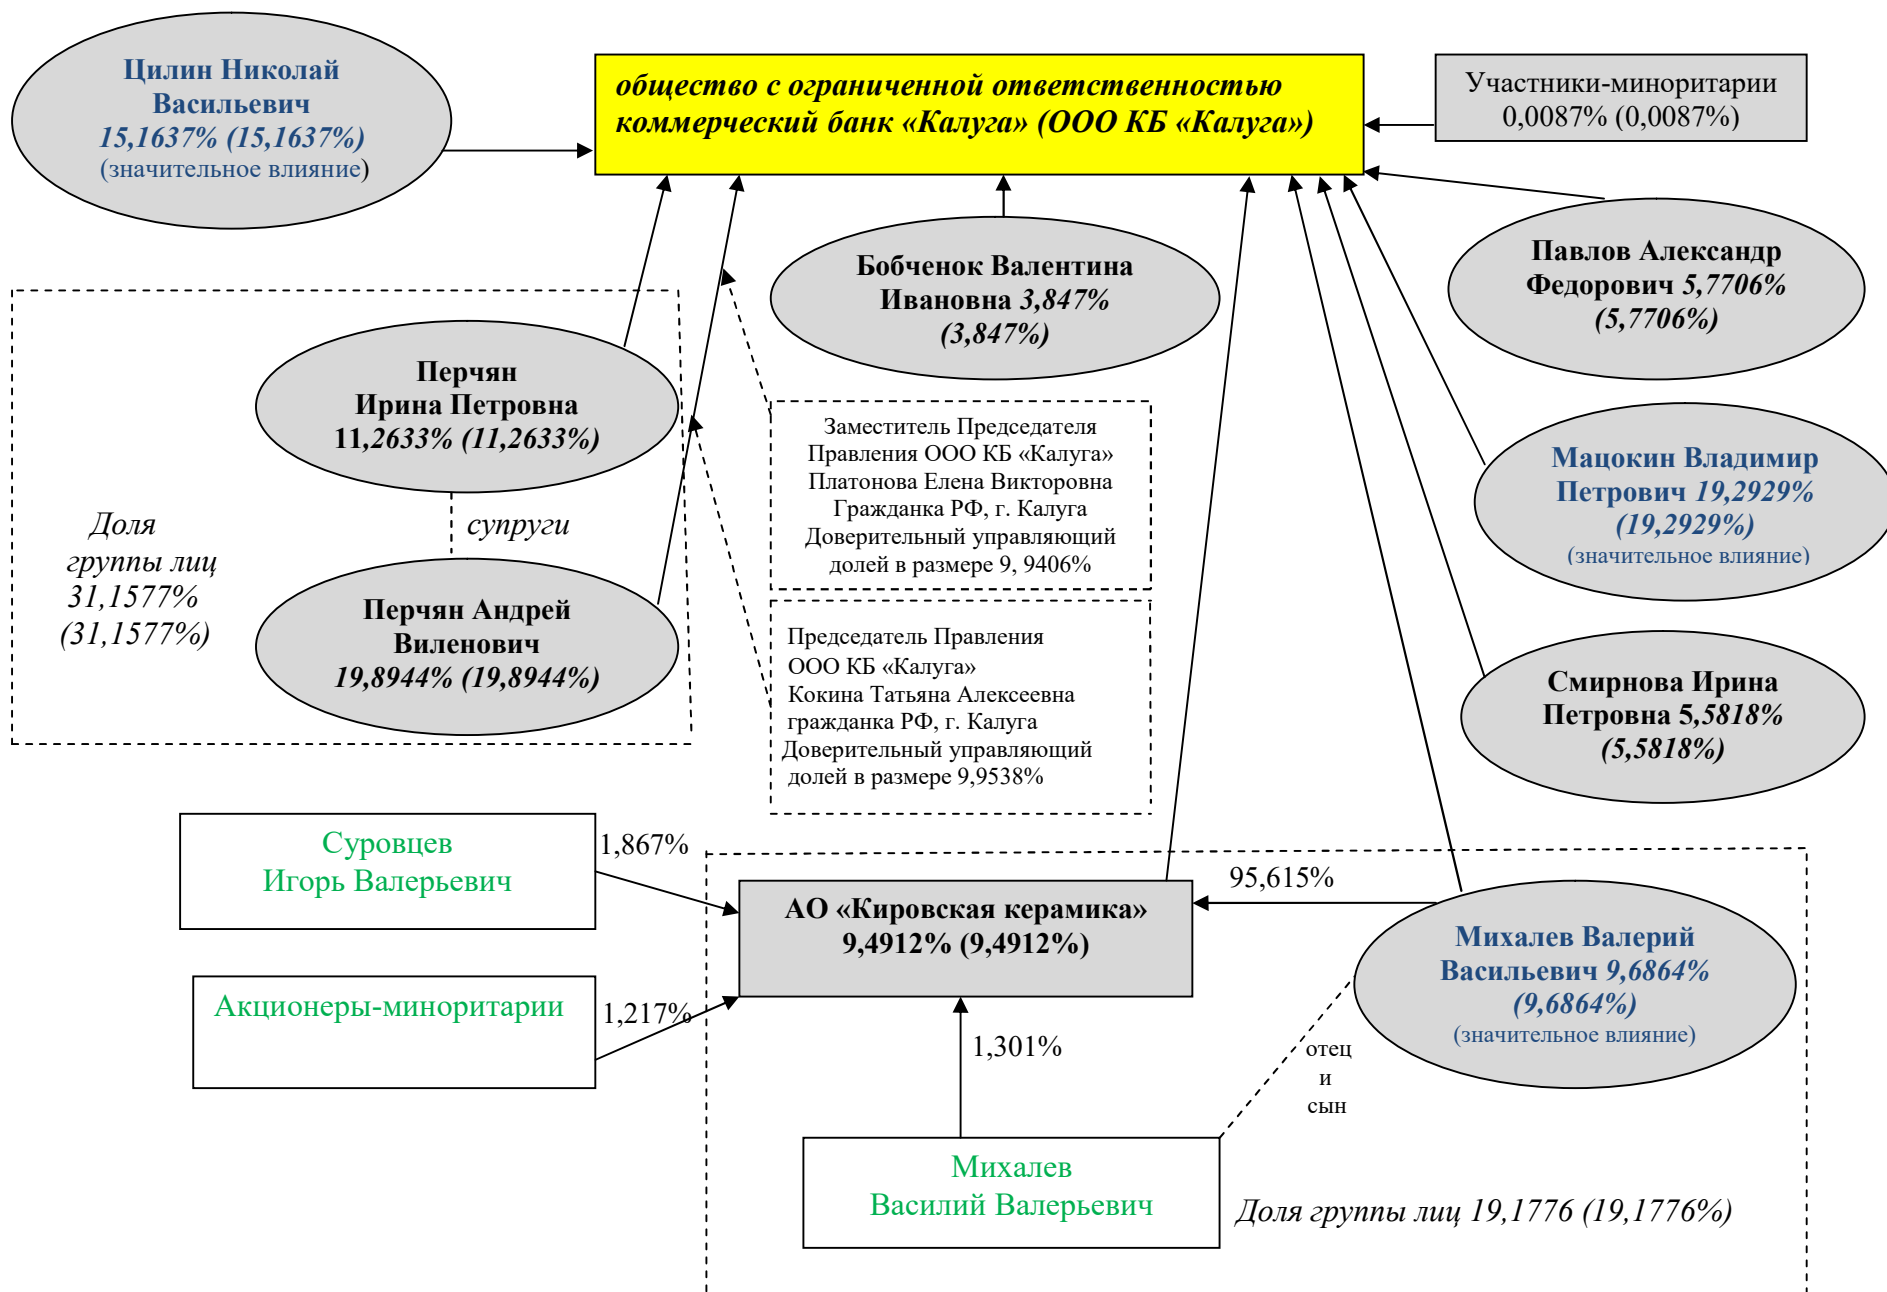 Цилин Николай
Васильевич
15,1637% (15,1637%)
(значительное влияние)
общество с ограниченной ответственностью
коммерческий банк «Калуга» (ООО КБ «Калуга»)
Участники-миноритарии
0,0087% (0,0087%)
Бобченок Валентина
Ивановна 3,847%
(3,847%)
Павлов Александр
Федорович 5,7706%
(5,7706%)
Доля
группы лиц
31,1577%
(31,1577%)
Перчян
Ирина Петровна
11,2633% (11,2633%)
супруги
Перчян Андрей
Виленович
19,8944% (19,8944%)
Заместитель Председателя
Правления ООО КБ «Калуга»
Платонова Елена Викторовна
Гражданка РФ, г. Калуга
Доверительный управляющий
долей в размере 9, 9406%
Председатель Правления
ООО КБ «Калуга»
Кокина Татьяна Алексеевна
гражданка РФ, г. Калуга
Доверительный управляющий
долей в размере 9,9538%
Мацокин Владимир
Петрович 19,2929%
(19,2929%)
(значительное влияние)
Смирнова Ирина
Петровна 5,5818%
(5,5818%)
Суровцев
Игорь Валерьевич
1,867%
Акционеры-миноритарии
1,217%
АО «Кировская керамика»
9,4912% (9,4912%)
95,615%
Михалев Валерий
Васильевич 9,6864%
(9,6864%)
(значительное влияние)
1,301%
отец
и
сын
Михалев
Василий Валерьевич
Доля группы лиц 19,1776 (19,1776%)